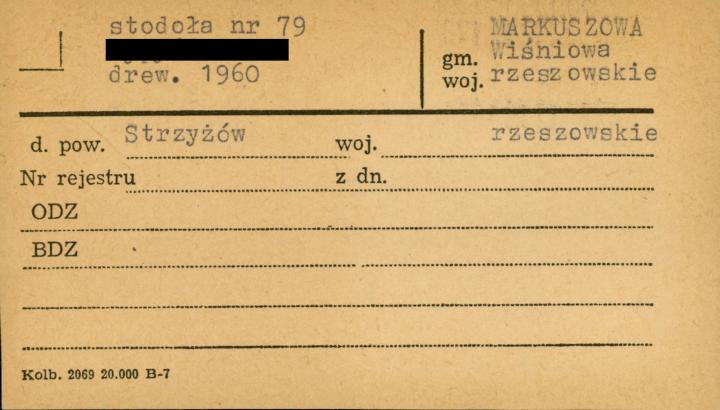 stodoła nr 79
drew. 1960
MARKUSZOWA
gm. Wiśniowa
woj. rzeszowskie
d. pow. Strzyżów woj. rzeszowskie
Nr rejestru z dn.
ODZ
BDZ
Kolb. 2069 20.000 B-7